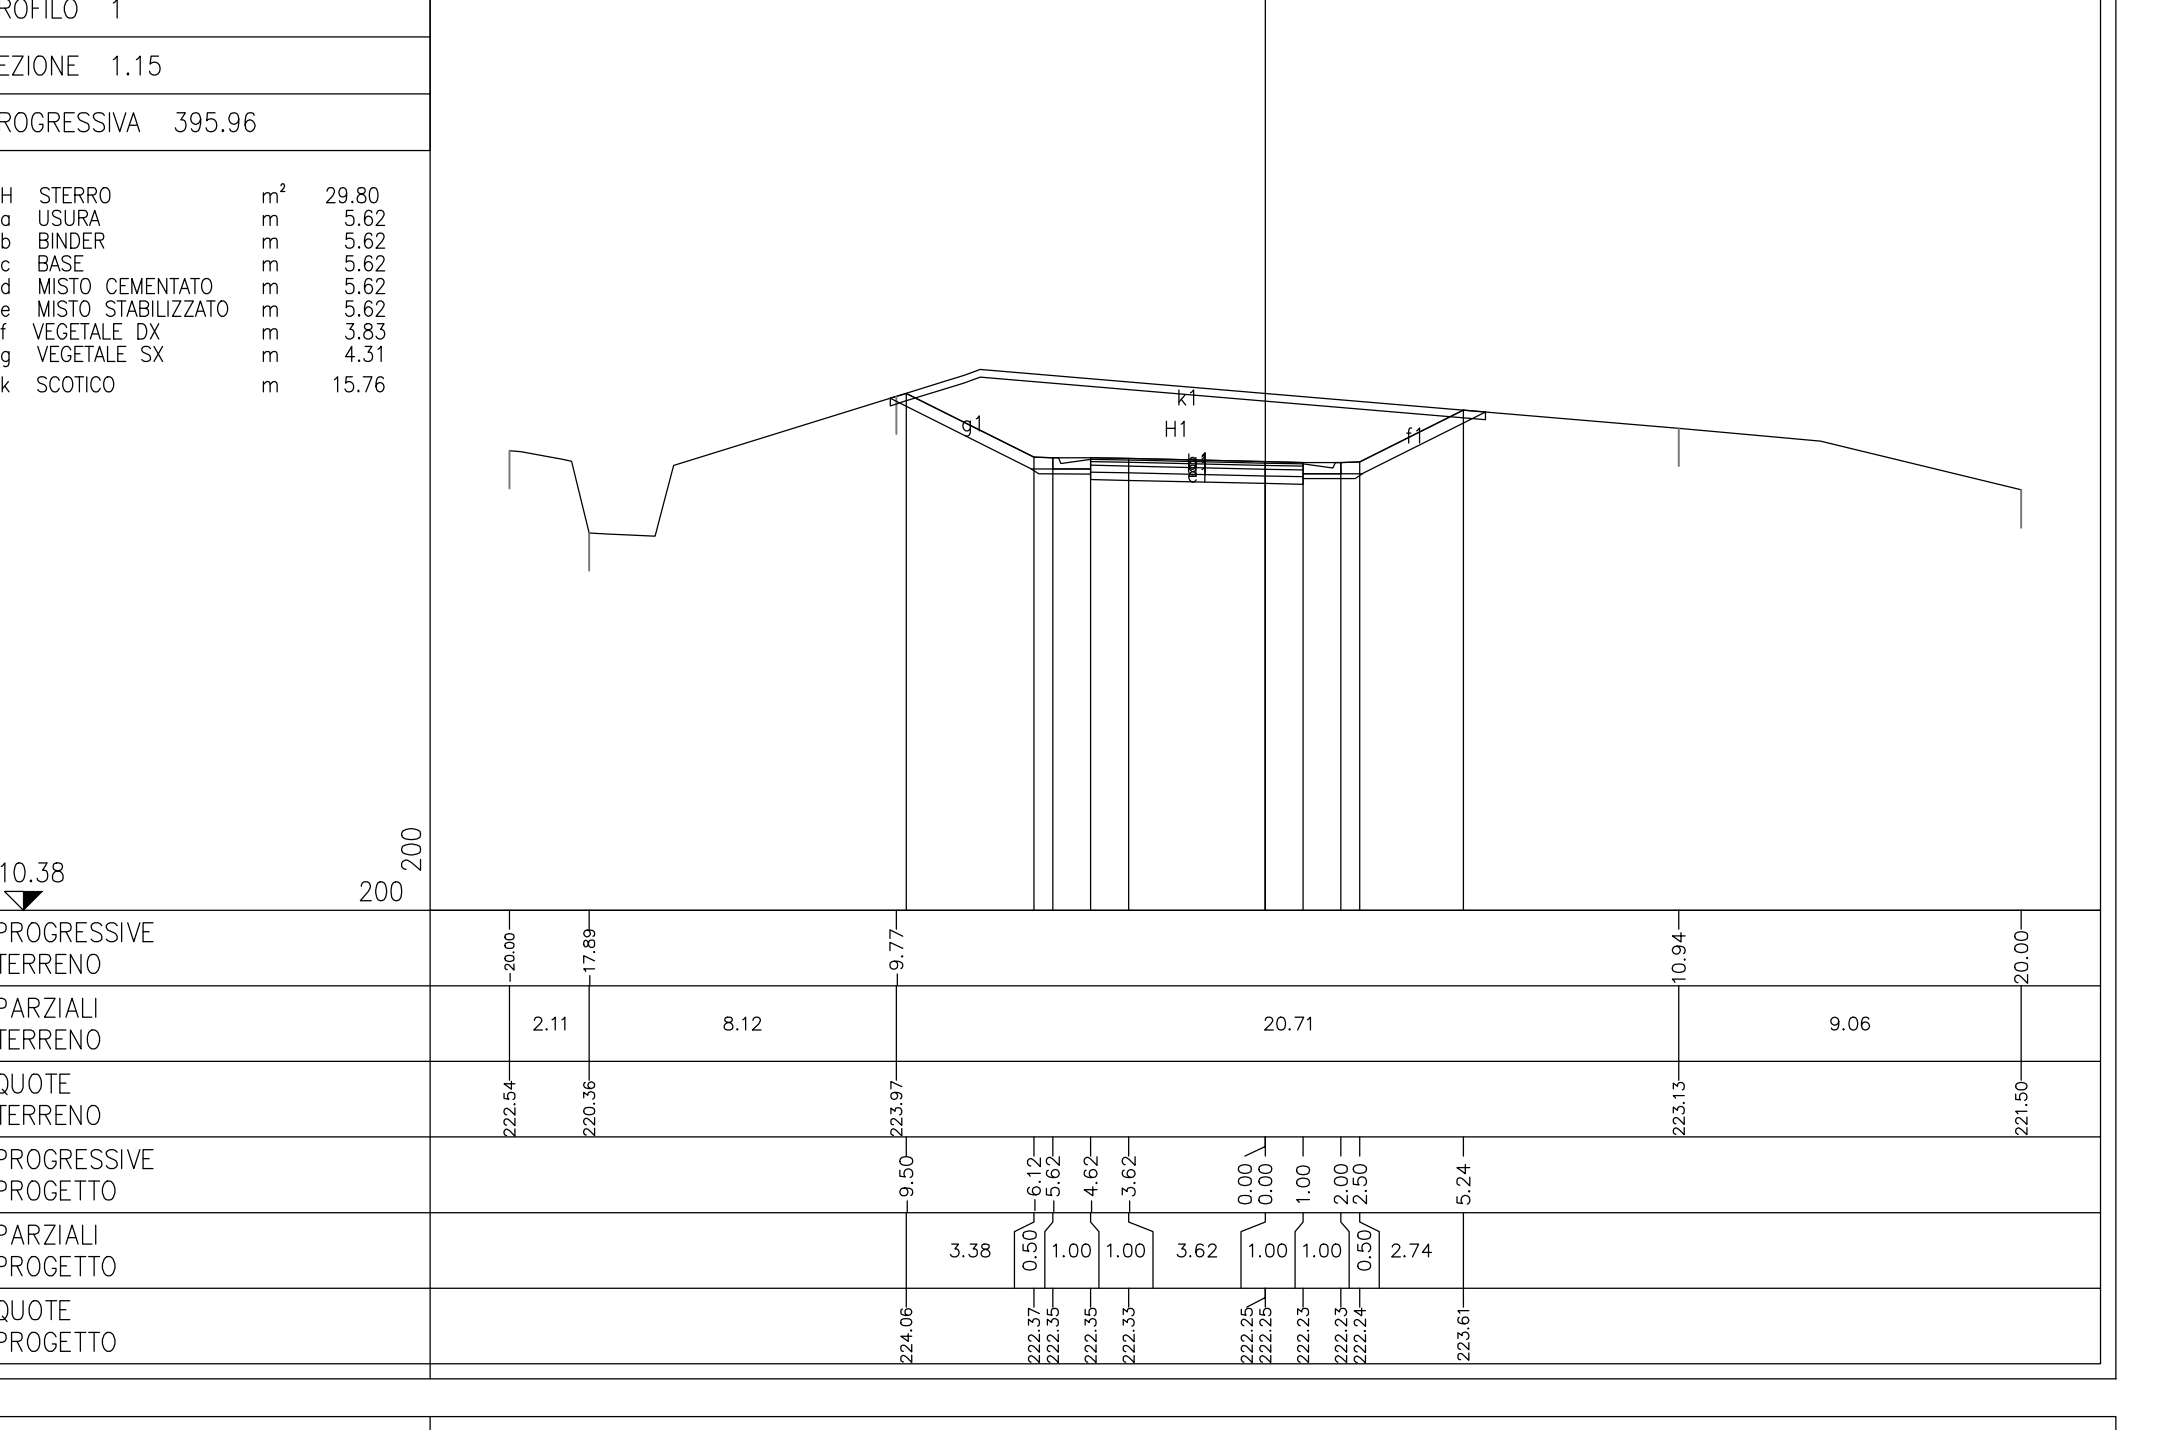 ROFILO 1
EZIONE 1.15
ROGRESSIVA 395.96
H STERRO m² 29.80
a USURA m 5.62
b BINDER m 5.62
c BASE m 5.62
d MISTO CEMENTATO m 5.62
e MISTO STABILIZZATO m 5.62
f VEGETALE DX m 3.83
g VEGETALE SX m 4.31
k SCOTICO m 15.76
k1
g1 H1 f1
200
10.38
200
PROGRESSIVE
TERRENO
-20.00 -17.89 -9.77 10.94 20.00
PARZIALI
TERRENO
2.11 8.12 20.71 9.06
QUOTE
TERRENO
222.54 220.36 223.97 223.13 221.50
PROGRESSIVE
PROGETTO
-9.50 -6.12 -5.62 -4.62 -3.62 0.00 0.00 1.00 2.00 2.50 5.24
PARZIALI
PROGETTO
3.38 0.50 1.00 1.00 3.62 1.00 1.00 0.50 2.74
QUOTE
PROGETTO
224.06 222.37 222.35 222.35 222.33 222.25 222.25 222.23 222.23 222.24 223.61